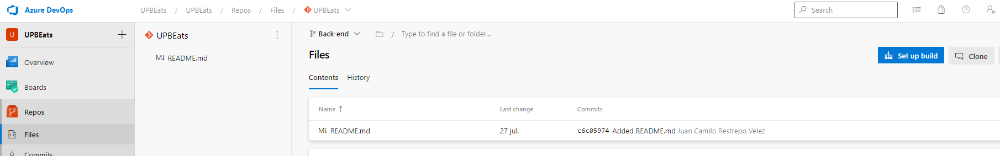 Azure DevOps
UPBEats / UPBEats / Repos / Files / UPBEats
Search
U UPBEats
Overview
Boards
Repos
Files
Commits
UPBEats
README.md
Back-end / Type to find a file or folder...
Files
Set up build
Clone
Contents History
Name ↑ Last change Commits
M↓ README.md 27 jul. c6c05974 Added README.md Juan Camilo Restrepo Velez